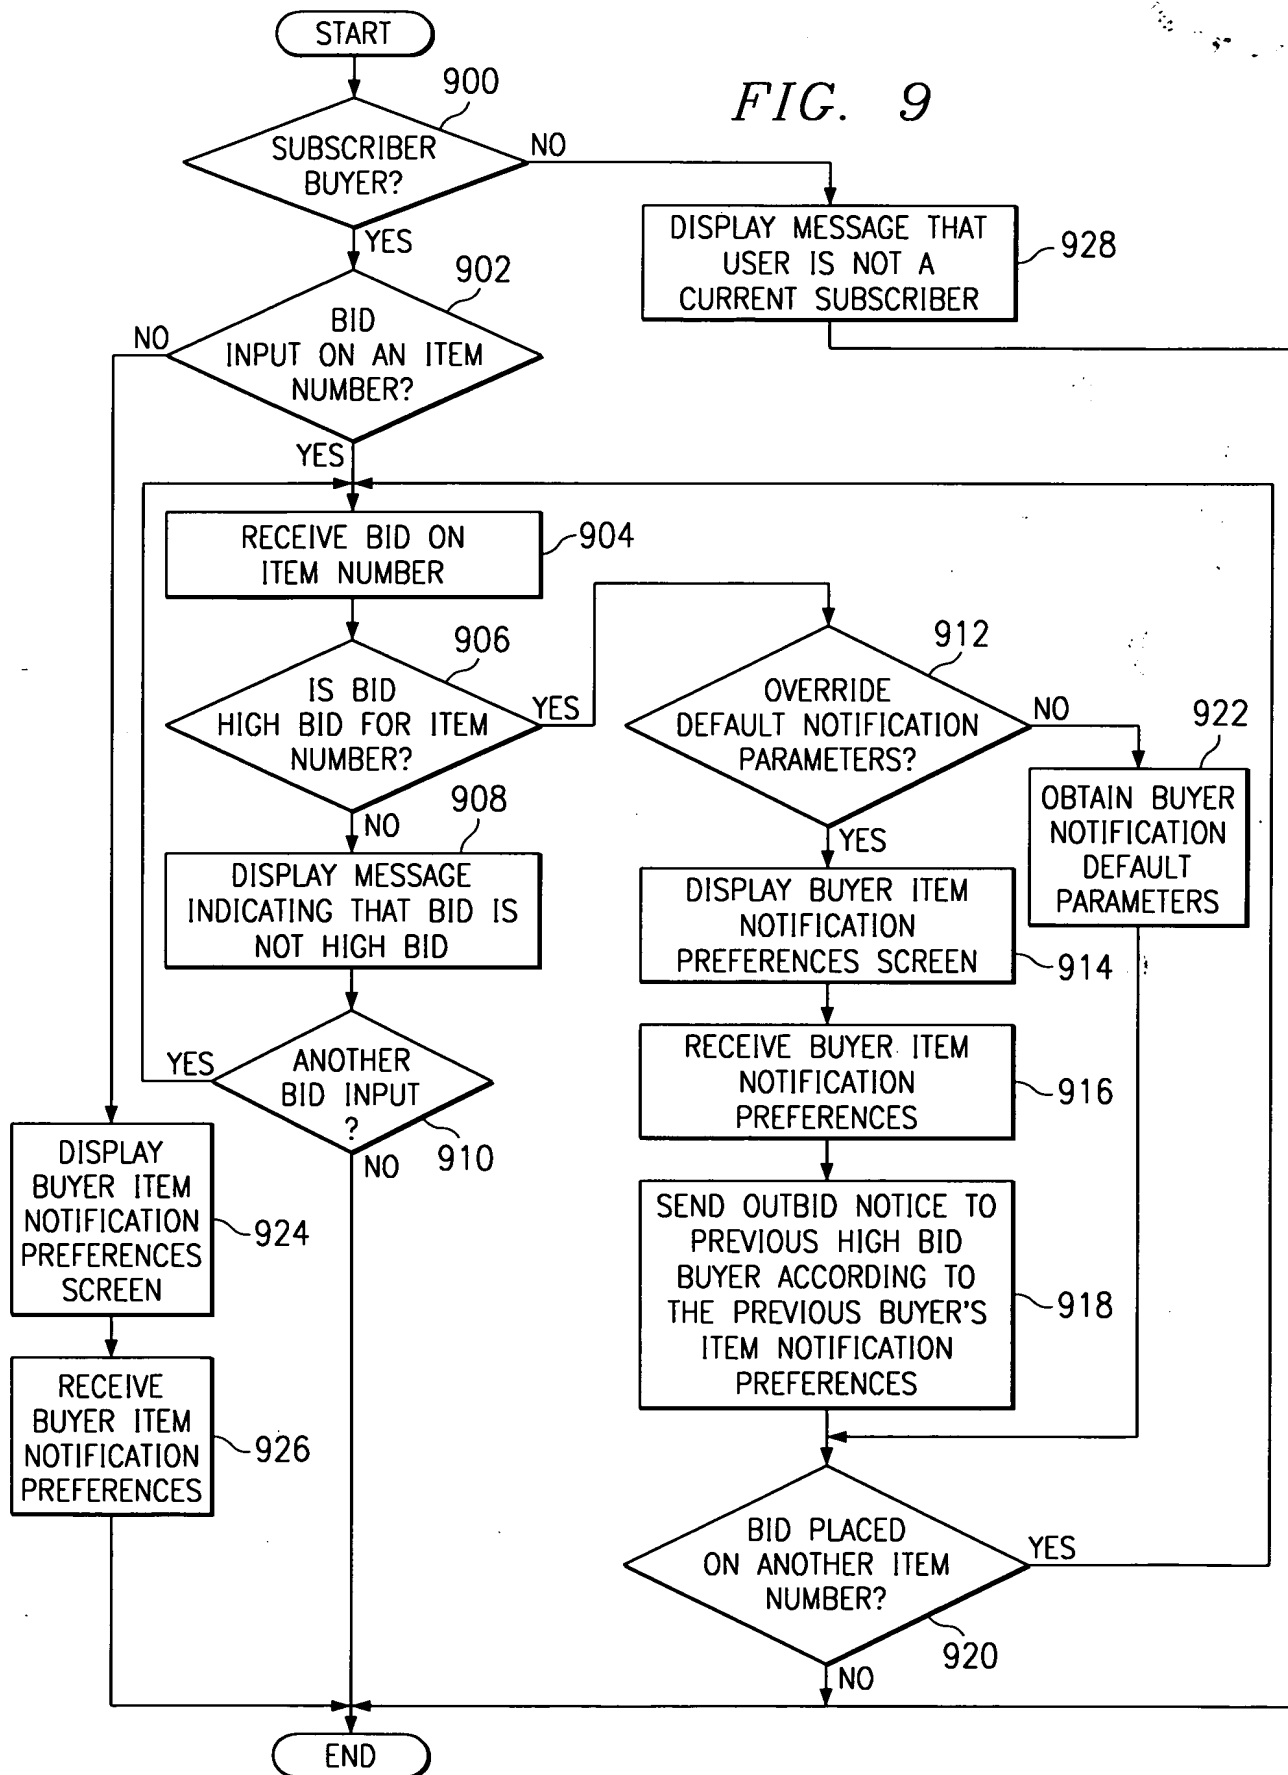 START
FIG. 9
900
SUBSCRIBER
BUYER?
NO
YES
DISPLAY MESSAGE THAT
USER IS NOT A
CURRENT SUBSCRIBER
928
902
BID
INPUT ON AN ITEM
NUMBER?
NO
YES
RECEIVE BID ON
ITEM NUMBER
904
906
IS BID
HIGH BID FOR ITEM
NUMBER?
YES
NO
908
DISPLAY MESSAGE
INDICATING THAT BID IS
NOT HIGH BID
YES
ANOTHER
BID INPUT
?
910
NO
912
OVERRIDE
DEFAULT NOTIFICATION
PARAMETERS?
NO
YES
922
OBTAIN BUYER
NOTIFICATION
DEFAULT
PARAMETERS
DISPLAY BUYER ITEM
NOTIFICATION
PREFERENCES SCREEN
914
RECEIVE BUYER ITEM
NOTIFICATION
PREFERENCES
916
SEND OUTBID NOTICE TO
PREVIOUS HIGH BID
BUYER ACCORDING TO
THE PREVIOUS BUYER'S
ITEM NOTIFICATION
PREFERENCES
918
DISPLAY
BUYER ITEM
NOTIFICATION
PREFERENCES
SCREEN
924
RECEIVE
BUYER ITEM
NOTIFICATION
PREFERENCES
926
BID PLACED
ON ANOTHER ITEM
NUMBER?
YES
920
NO
END